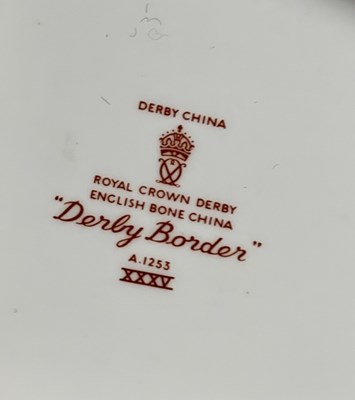 DERBY CHINA
ROYAL CROWN DERBY
ENGLISH BONE CHINA
"Derby Border"
A.1253
XXXV